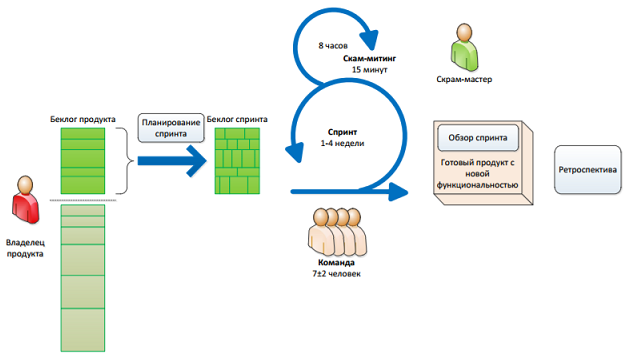 8 часов
Скам-митинг
15 минут
Скрам-мастер
Беклог продукта
Планирование
спринта
Беклог спринта
Спринт
1-4 недели
Обзор спринта
Готовый продукт с
новой
функциональностью
Ретроспектива
Владелец
продукта
Команда
7±2 человек